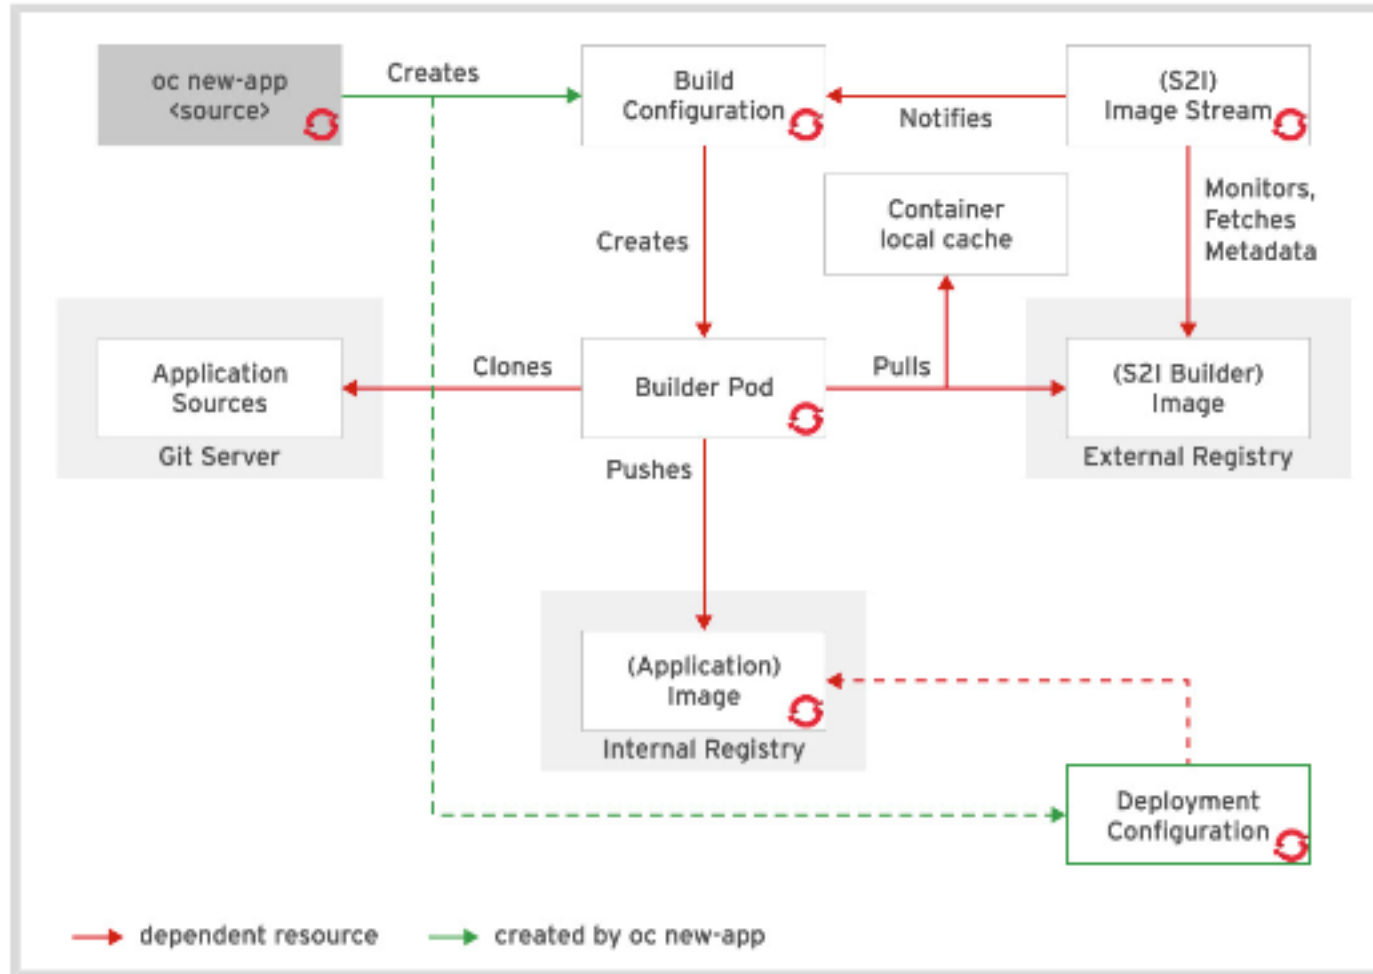 oc new-app
<source>
Creates
Build
Configuration
Notifies
(S2I)
Image Stream
Container
local cache
Monitors,
Fetches
Metadata
Creates
Application
Sources
Git Server
Clones
Builder Pod
Pulls
(S2I Builder)
Image
External Registry
Pushes
(Application)
Image
Internal Registry
Deployment
Configuration
dependent resource
created by oc new-app